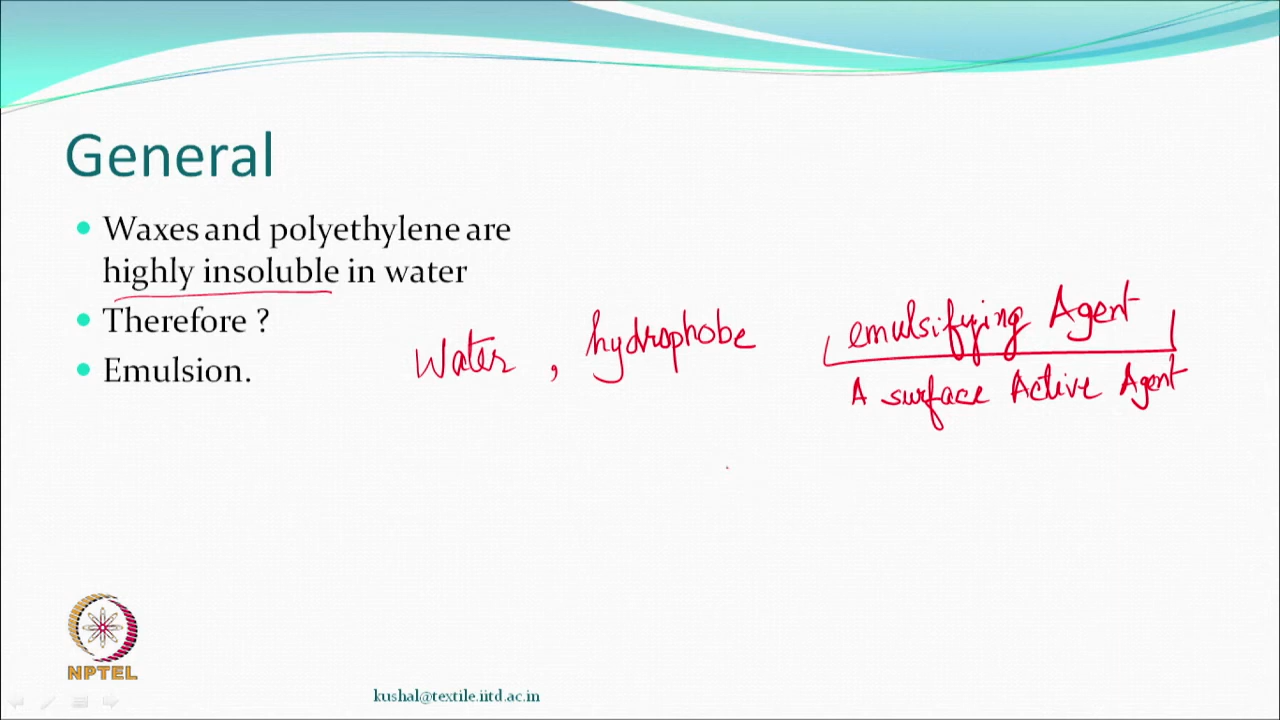 General
Waxes and polyethylene are
highly insoluble in water
Therefore ?
Emulsion.
Water , hydrophobe
emulsifying Agent
A surface Active Agent
NPTEL
kushal@textile.iitd.ac.in